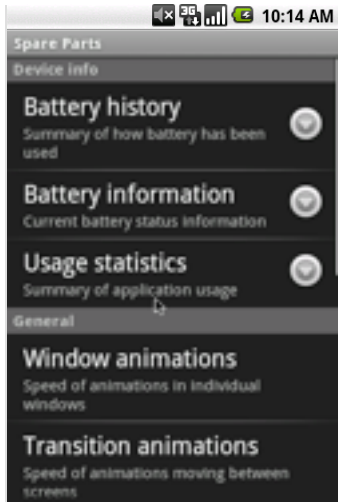 3G 10:14 AM
Spare Parts
Device info
Battery history
Summary of how battery has been
used
Battery information
Current battery status information
Usage statistics
Summary of application usage
General
Window animations
Speed of animations in individual
windows
Transition animations
Speed of animations moving between
screens